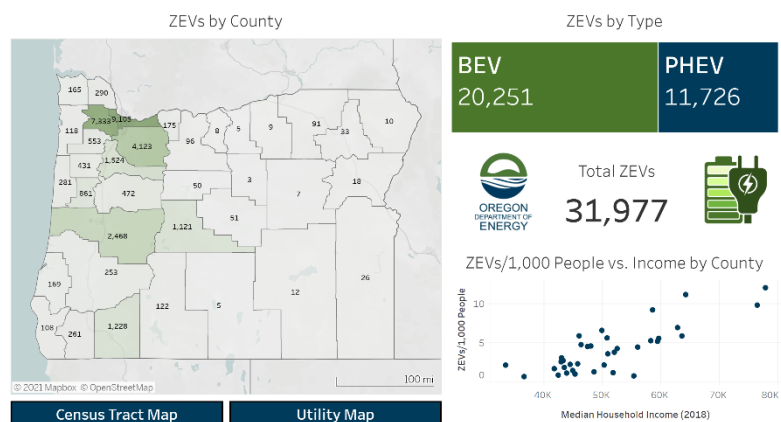 ZEVs by County
165
290
7,333
9,105
118
553
4,123
175
96
8
5
9
91
33
10
431
1,524
281
861
472
50
3
7
18
2,468
1,121
51
253
169
122
5
12
26
108
261
1,228
© 2021 Mapbox © OpenStreetMap
100 mi
Census Tract Map
Utility Map
ZEVs by Type
BEV
20,251
PHEV
11,726
OREGON
DEPARTMENT OF
ENERGY
Total ZEVs
31,977
ZEVs/1,000 People vs. Income by County
ZEVs/1,000 People
10
5
0
40K
50K
60K
70K
80K
Median Household Income (2018)